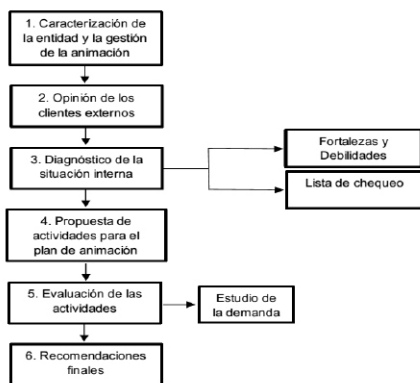 1. Caracterización de
la entidad y la gestión
de la animación
2. Opinión de los
clientes externos
3. Diagnóstico de la
situación interna
Fortalezas y
Debilidades
Lista de chequeo
4. Propuesta de
actividades para el
plan de animación
5. Evaluación de las
actividades
Estudio de
la demanda
6. Recomendaciones
finales